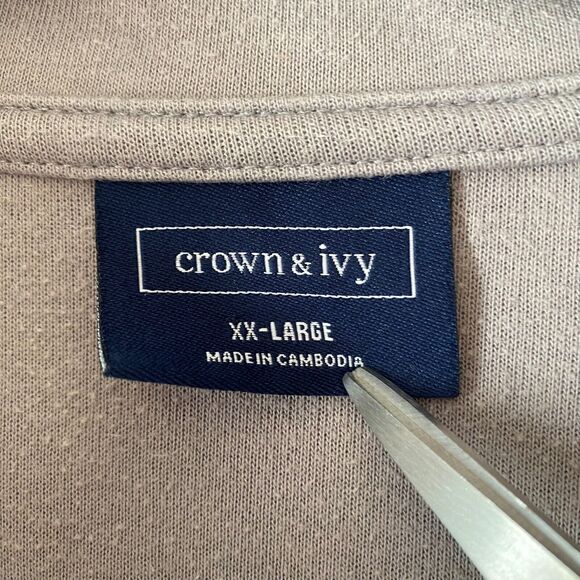 crown & ivy
XX-LARGE
MADE IN CAMBODIA